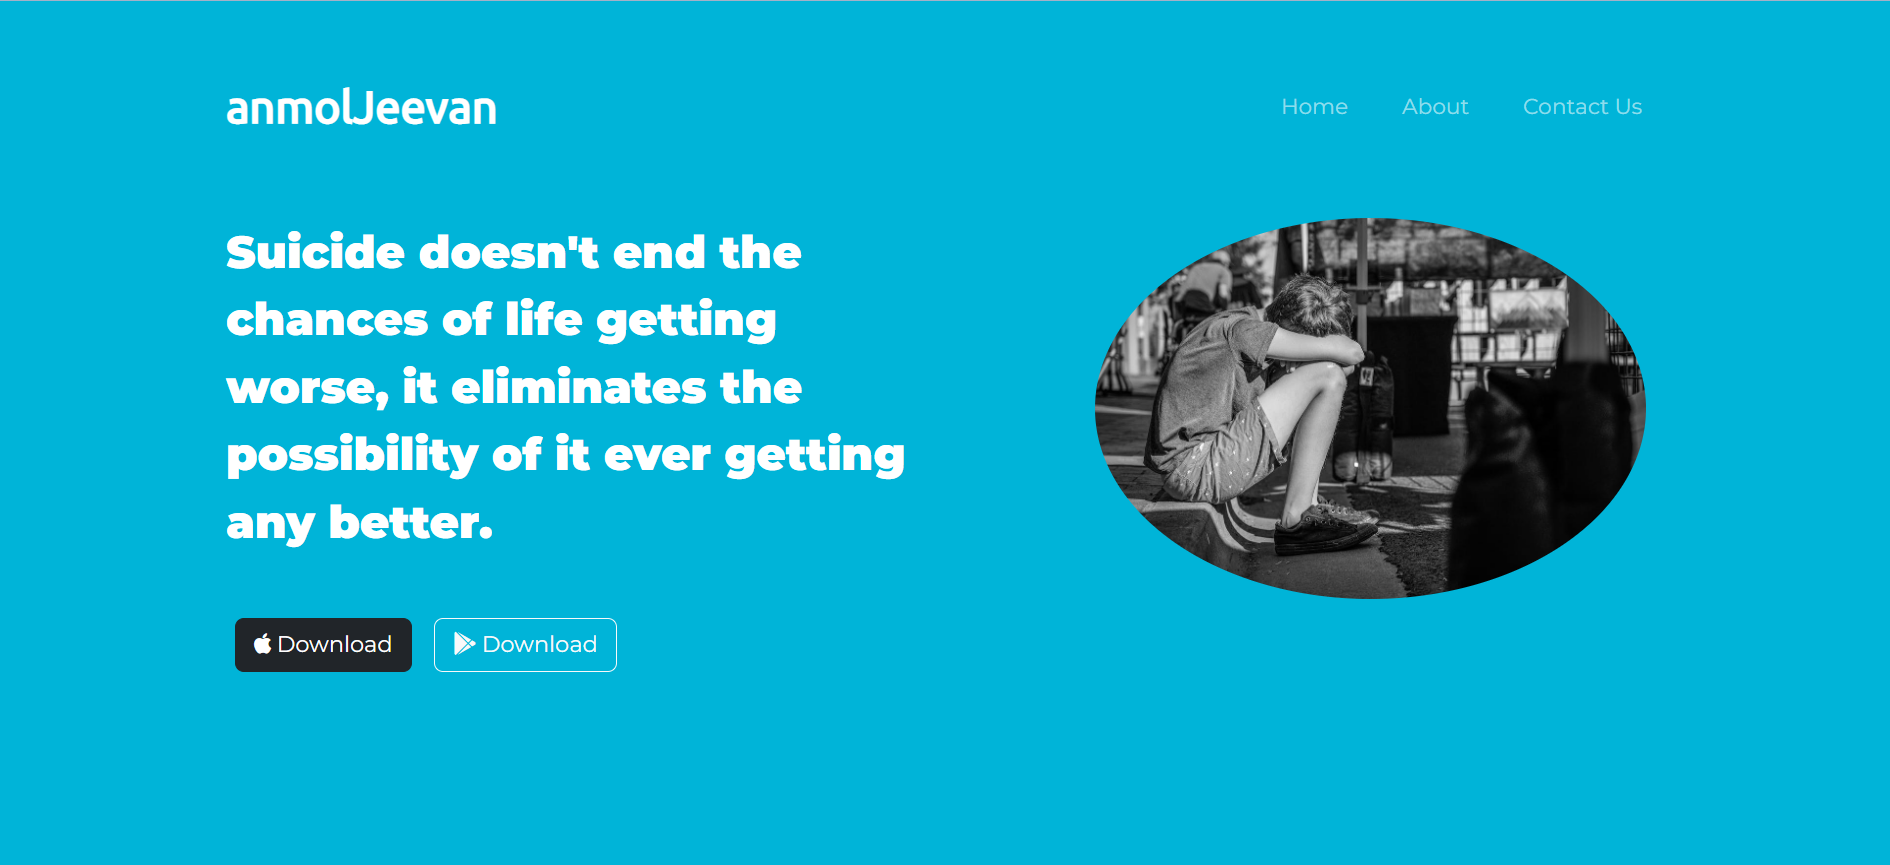 anmolJeevan
Home About Contact Us
Suicide doesn't end the
chances of life getting
worse, it eliminates the
possibility of it ever getting
any better.
Download Download